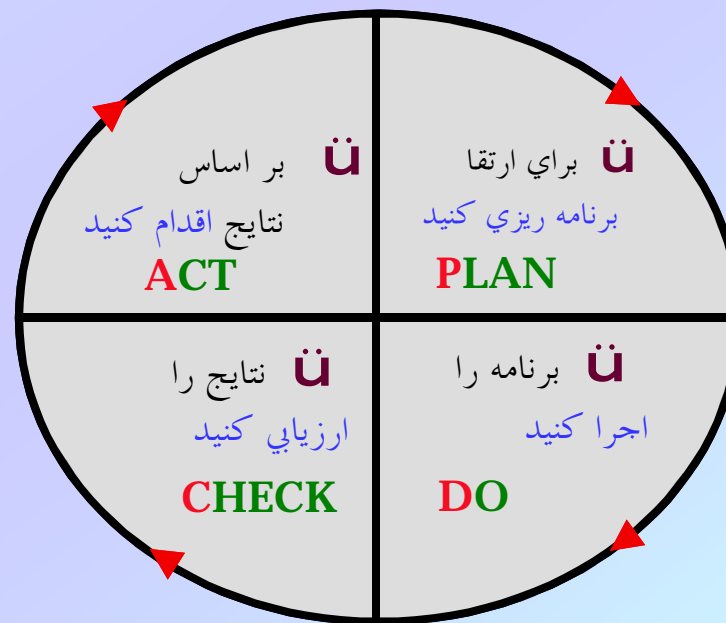 ü براي ارتقا
برنامه ريزي كنيد
PLAN
ü برنامه را
اجرا كنيد
DO
ü نتايج را
ارزيابي كنيد
CHECK
ü بر اساس
نتايج اقدام كنيد
ACT